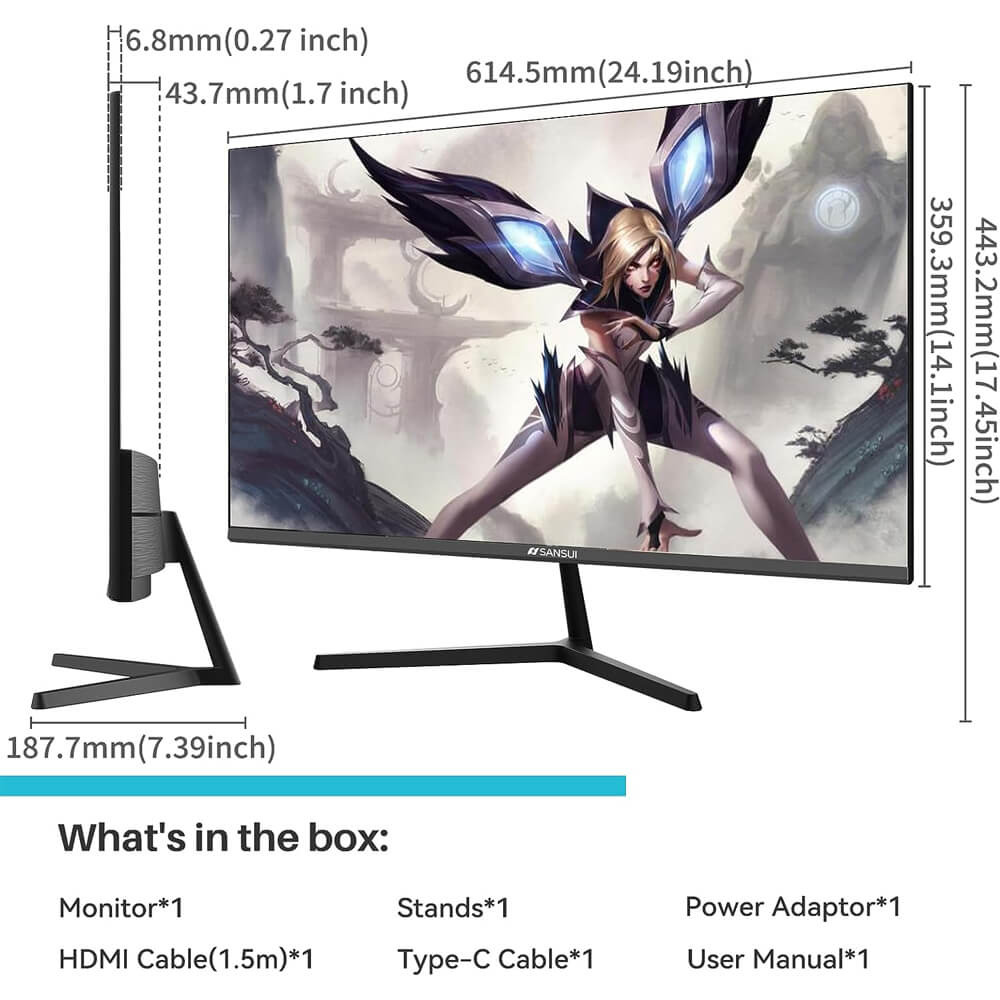 6.8mm(0.27 inch)
43.7mm(1.7 inch)
614.5mm(24.19inch)
359.3mm(14.1inch)
443.2mm(17.45inch)
SANSUI
187.7mm(7.39inch)
What's in the box:
Monitor*1
Stands*1
Power Adaptor*1
HDMI Cable(1.5m)*1
Type-C Cable*1
User Manual*1